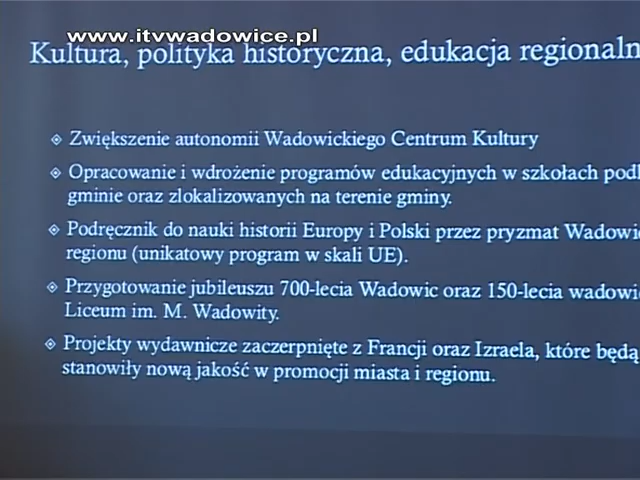 www.itvwadowice.pl
Kultura, polityka historyczna, edukacja regionaln
Zwiększenie autonomii Wadowickiego Centrum Kultury
Opracowanie i wdrożenie programów edukacyjnych w szkołach podl
gminie oraz zlokalizowanych na terenie gminy.
Podręcznik do nauki historii Europy i Polski przez pryzmat Wadowi
regionu (unikatowy program w skali UE).
Przygotowanie jubileuszu 700-lecia Wadowic oraz 150-lecia wadowi
Liceum im. M. Wadowity.
Projekty wydawnicze zaczerpnięte z Francji oraz Izraela, które będą
stanowiły nową jakość w promocji miasta i regionu.